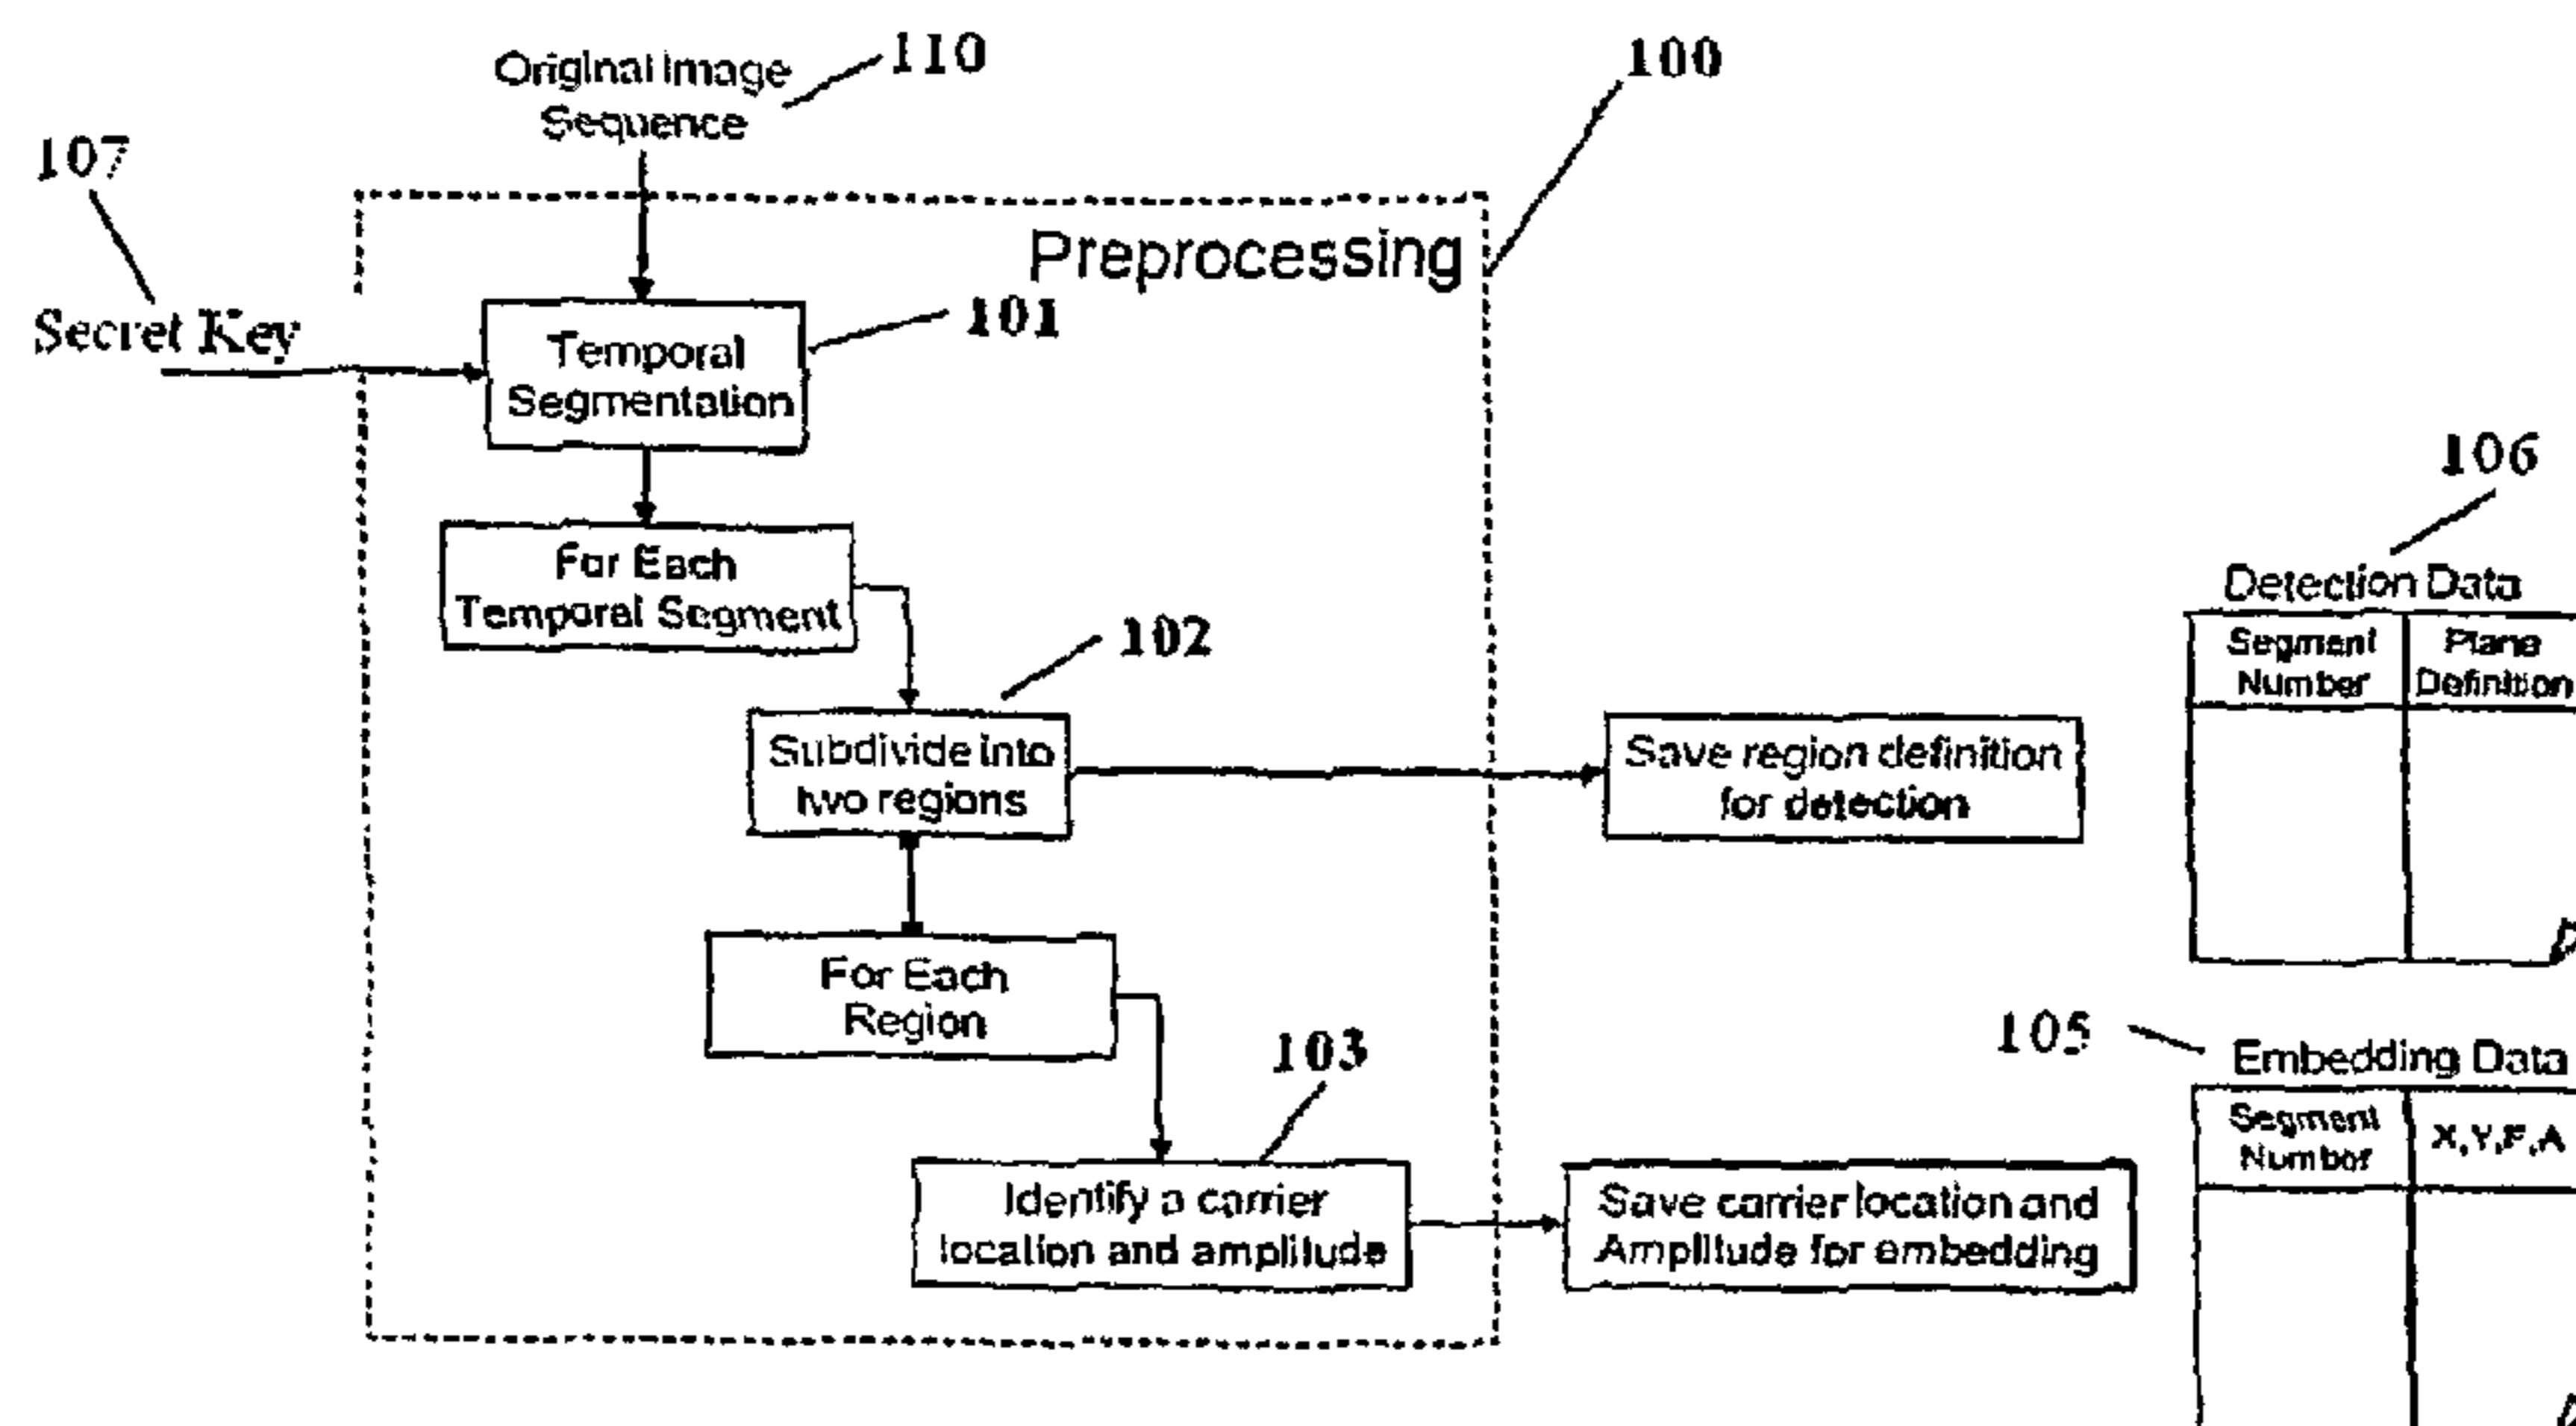 Original Image
Sequence
110
100
107
Secret Key
Preprocessing
Temporal
Segmentation
101
For Each
Temporal Segment
102
Subdivide into
two regions
Save region definition
for detection
106
Detection Data
Segment
Number
Plane
Definition
For Each
Region
103
Identify a carrier
location and amplitude
Save carrier location and
Amplitude for embedding
105
Embedding Data
Segment
Number
X,Y,F,A